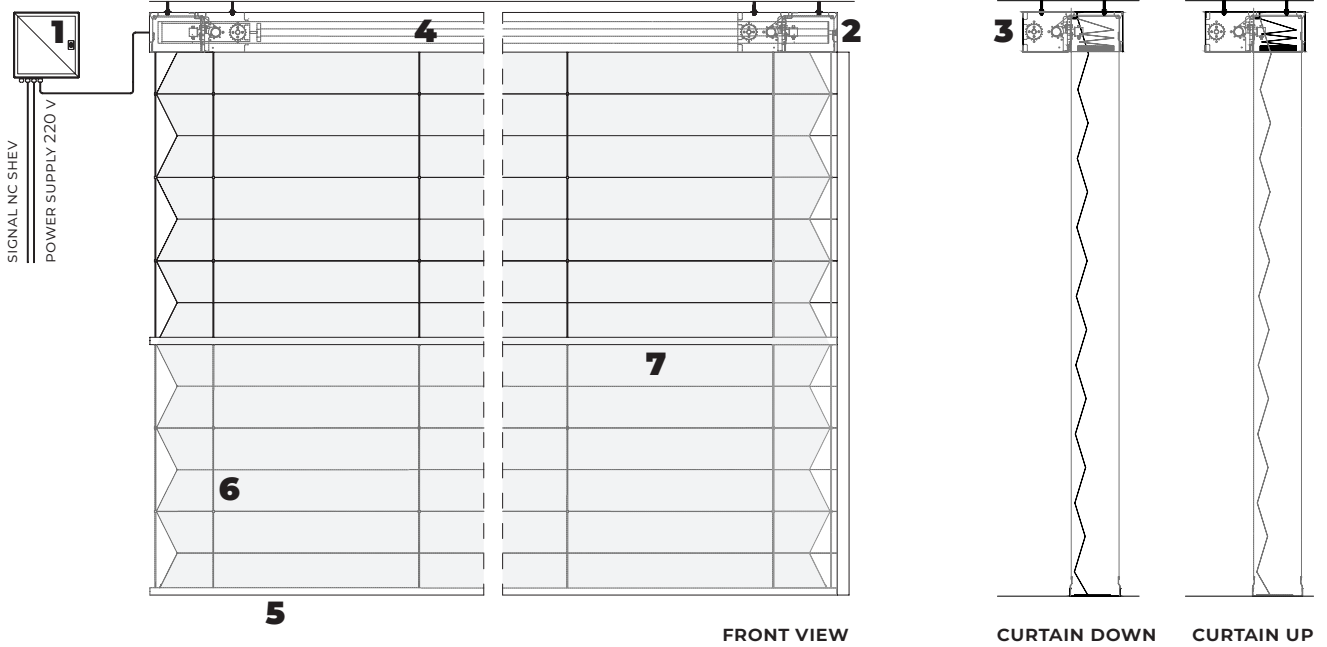 1
4
2
3
SIGNAL NC SHEV
POWER SUPPLY 220 V
7
6
5
FRONT VIEW
CURTAIN DOWN
CURTAIN UP